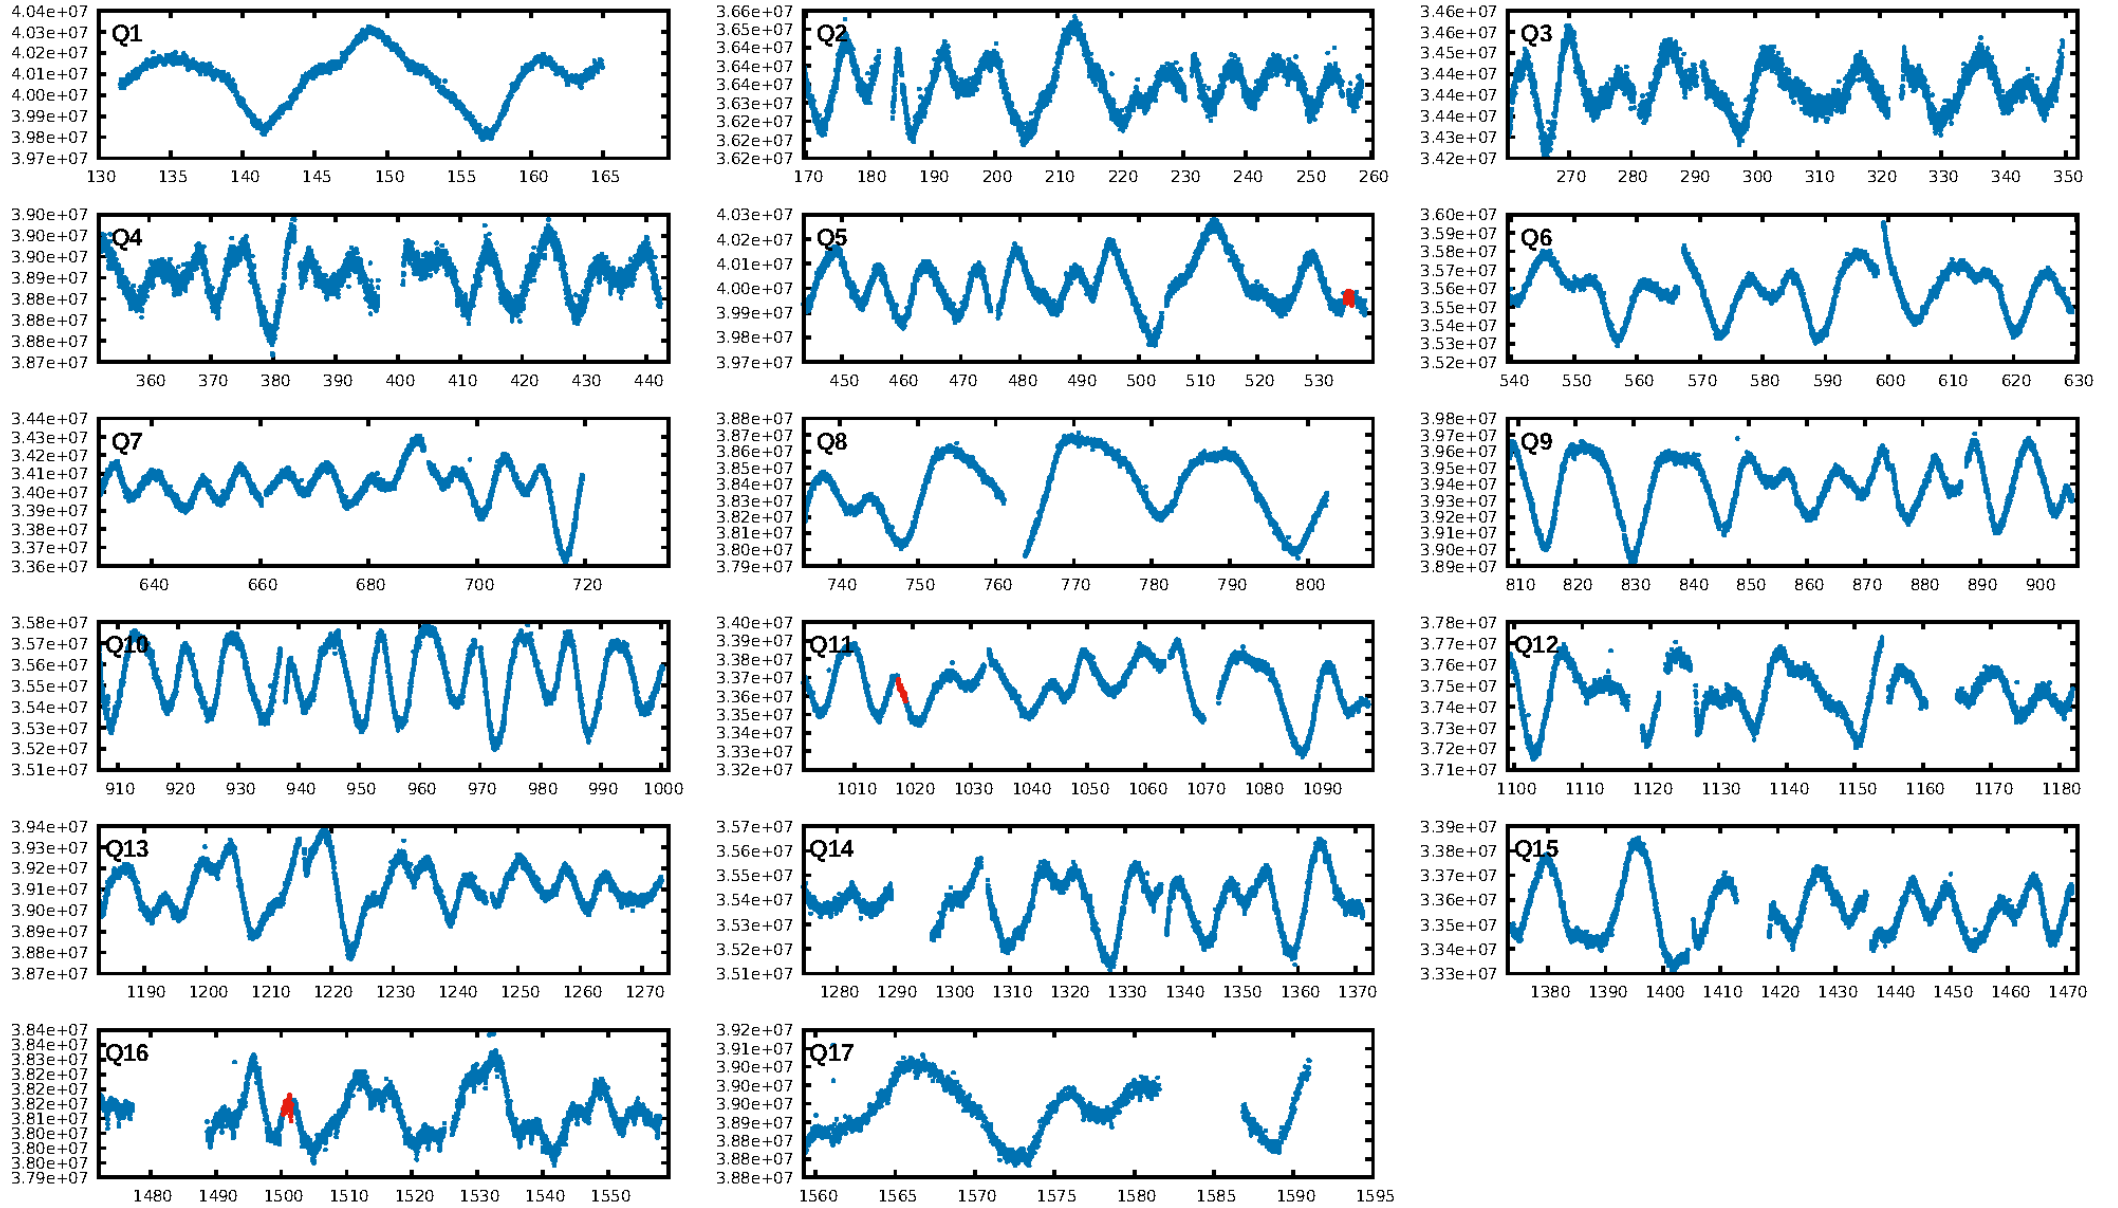 Q1
4.04e+07
4.03e+07
4.02e+07
4.01e+07
4.00e+07
3.99e+07
3.98e+07
3.97e+07
130 135 140 145 150 155 160 165
Q2
3.66e+07
3.65e+07
3.64e+07
3.64e+07
3.64e+07
3.63e+07
3.62e+07
3.62e+07
3.62e+07
170 180 190 200 210 220 230 240 250 260
Q3
3.46e+07
3.45e+07
3.45e+07
3.44e+07
3.44e+07
3.43e+07
3.42e+07
270 280 290 300 310 320 330 340 350
Q4
3.90e+07
3.90e+07
3.90e+07
3.89e+07
3.88e+07
3.88e+07
3.88e+07
3.87e+07
360 370 380 390 400 410 420 430 440
Q5
4.03e+07
4.02e+07
4.01e+07
4.00e+07
3.99e+07
3.98e+07
3.97e+07
450 460 470 480 490 500 510 520 530
Q6
3.60e+07
3.59e+07
3.58e+07
3.57e+07
3.56e+07
3.55e+07
3.54e+07
3.53e+07
3.52e+07
540 550 560 570 580 590 600 610 620 630
Q7
3.44e+07
3.43e+07
3.42e+07
3.41e+07
3.40e+07
3.39e+07
3.38e+07
3.37e+07
3.36e+07
640 660 680 700 720
Q8
3.88e+07
3.87e+07
3.86e+07
3.85e+07
3.84e+07
3.83e+07
3.82e+07
3.81e+07
3.80e+07
3.79e+07
740 750 760 770 780 790 800
Q9
3.98e+07
3.97e+07
3.96e+07
3.95e+07
3.94e+07
3.93e+07
3.92e+07
3.91e+07
3.90e+07
3.89e+07
810 820 830 840 850 860 870 880 890 900
Q10
3.58e+07
3.57e+07
3.56e+07
3.55e+07
3.54e+07
3.53e+07
3.52e+07
3.51e+07
910 920 930 940 950 960 970 980 990 1000
Q11
3.40e+07
3.39e+07
3.38e+07
3.37e+07
3.36e+07
3.35e+07
3.34e+07
3.33e+07
3.32e+07
1010 1020 1030 1040 1050 1060 1070 1080 1090
Q12
3.78e+07
3.77e+07
3.76e+07
3.75e+07
3.74e+07
3.73e+07
3.72e+07
3.71e+07
1100 1110 1120 1130 1140 1150 1160 1170 1180
Q13
3.94e+07
3.93e+07
3.92e+07
3.91e+07
3.90e+07
3.89e+07
3.88e+07
3.87e+07
1190 1200 1210 1220 1230 1240 1250 1260 1270
Q14
3.57e+07
3.56e+07
3.55e+07
3.54e+07
3.53e+07
3.52e+07
3.51e+07
1280 1290 1300 1310 1320 1330 1340 1350 1360 1370
Q15
3.39e+07
3.38e+07
3.37e+07
3.36e+07
3.35e+07
3.34e+07
3.33e+07
1380 1390 1400 1410 1420 1430 1440 1450 1460 1470
Q16
3.84e+07
3.84e+07
3.83e+07
3.83e+07
3.82e+07
3.82e+07
3.81e+07
3.80e+07
3.80e+07
3.80e+07
3.79e+07
1480 1490 1500 1510 1520 1530 1540 1550
Q17
3.92e+07
3.91e+07
3.90e+07
3.90e+07
3.89e+07
3.88e+07
3.88e+07
3.88e+07
1560 1565 1570 1575 1580 1585 1590 1595